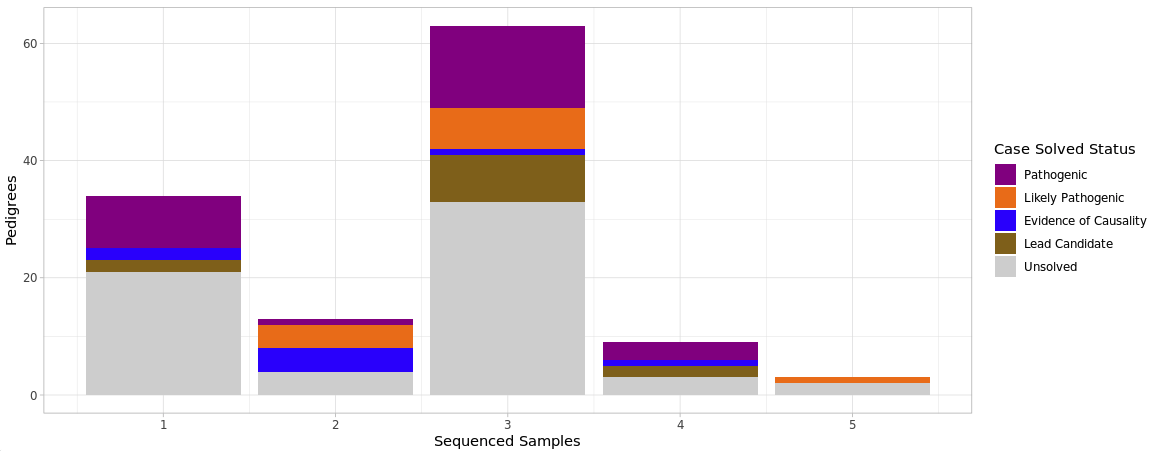 60
40
20
0
Pedigrees
1 2 3 4 5
Sequenced Samples
Case Solved Status
Pathogenic
Likely Pathogenic
Evidence of Causality
Lead Candidate
Unsolved